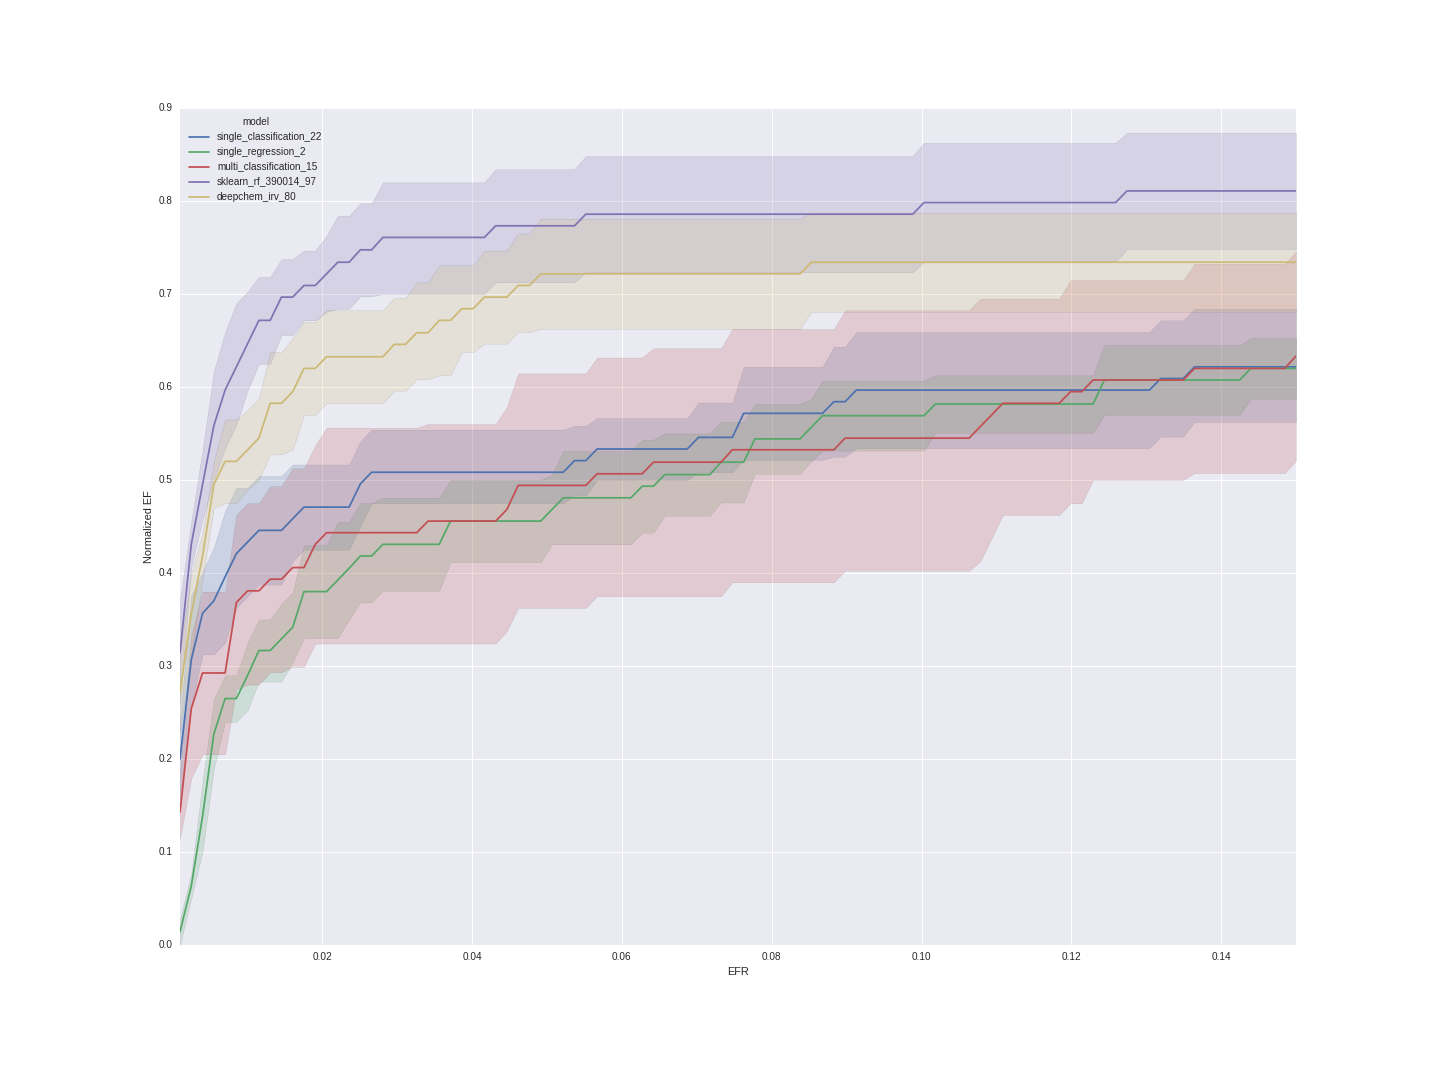 0.9
model
single_classification_22
single_regression_2
multi_classification_15
sklearn_rf_390014_97
deepchem_irv_80
0.8
0.7
0.6
0.5
0.4
0.3
0.2
0.1
0.0
Normalized EF
0.02 0.04 0.06 0.08 0.10 0.12 0.14
EFR